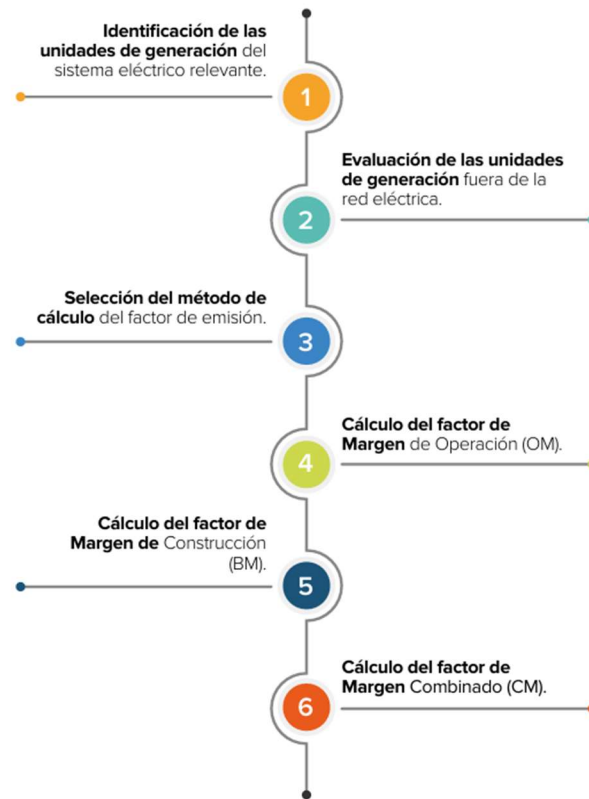 Identificación de las
unidades de generación del
sistema eléctrico relevante.
1
Evaluación de las unidades
de generación fuera de la
red eléctrica.
2
Selección del método de
cálculo del factor de emisión.
3
Cálculo del factor de
Margen de Operación (OM).
4
Cálculo del factor de
Margen de Construcción
(BM).
5
Cálculo del factor de
Margen Combinado (CM).
6